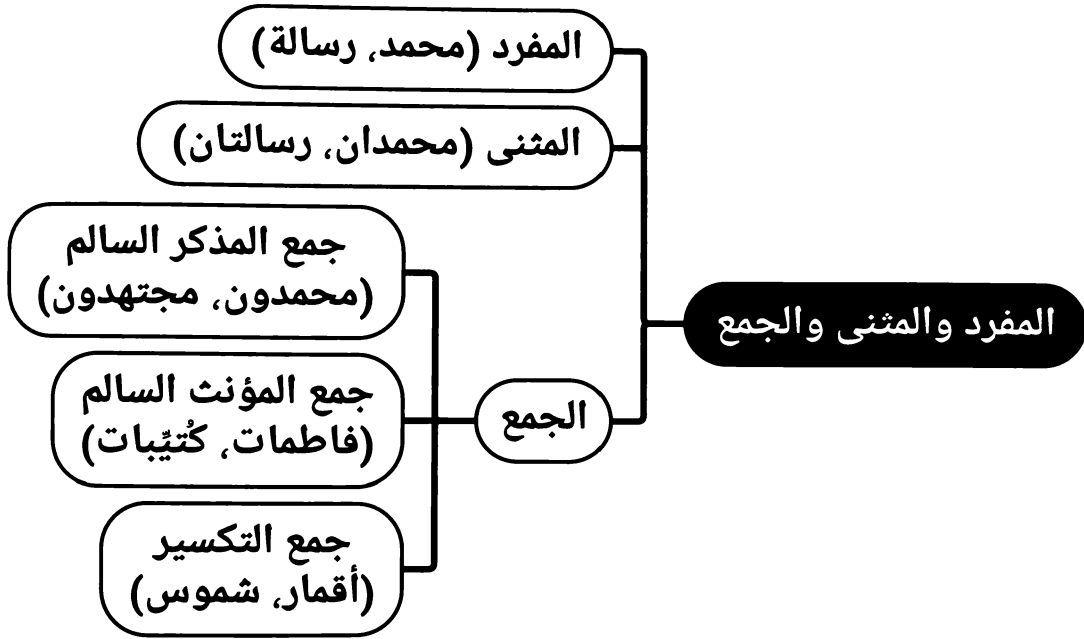 المفرد والمثنى والجمع
المفرد (محمد، رسالة)
المثنى (محمدان، رسالتان)
الجمع
جمع المذكر السالم
(محمدون، مجتهدون)
جمع المؤنث السالم
(فاطمات، كُتيِّبات)
جمع التكسير
(أقمار، شموس)